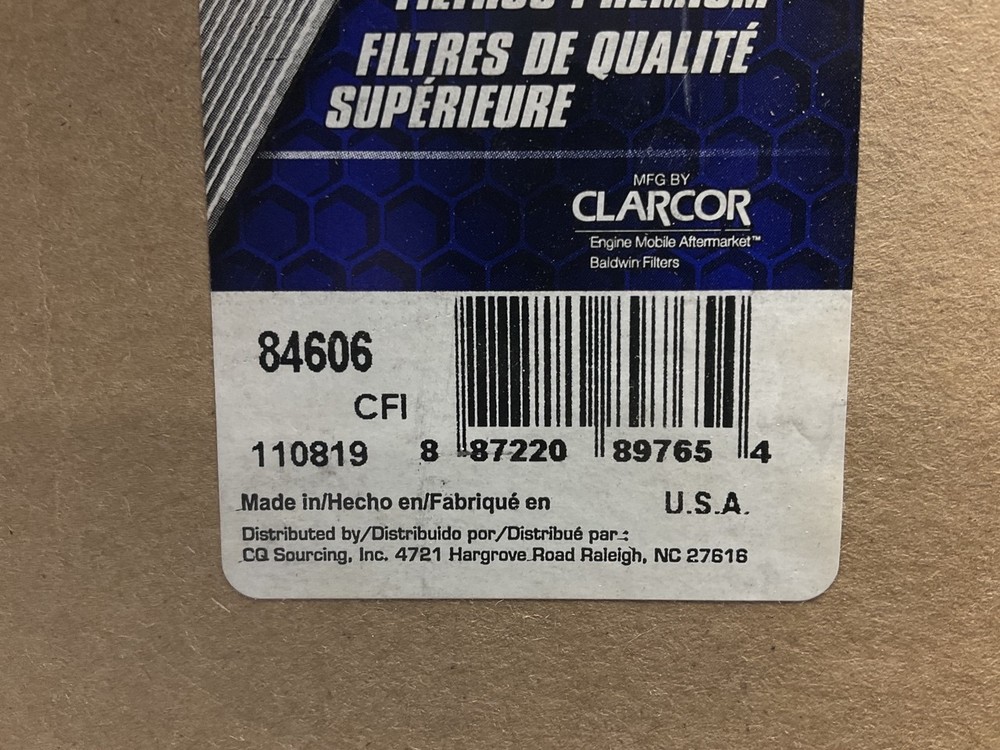 FILTROS PREMIUM
FILTRES DE QUALITÉ
SUPÉRIEURE
MFG BY
CLARCOR
Engine Mobile Aftermarket™
Baldwin Filters
84606
CFI
110819
8 87220 89765 4
Made in/Hecho en/Fabriqué en U.S.A.
Distributed by/Distribuido por/Distribué par :
CQ Sourcing, Inc. 4721 Hargrove Road Raleigh, NC 27616